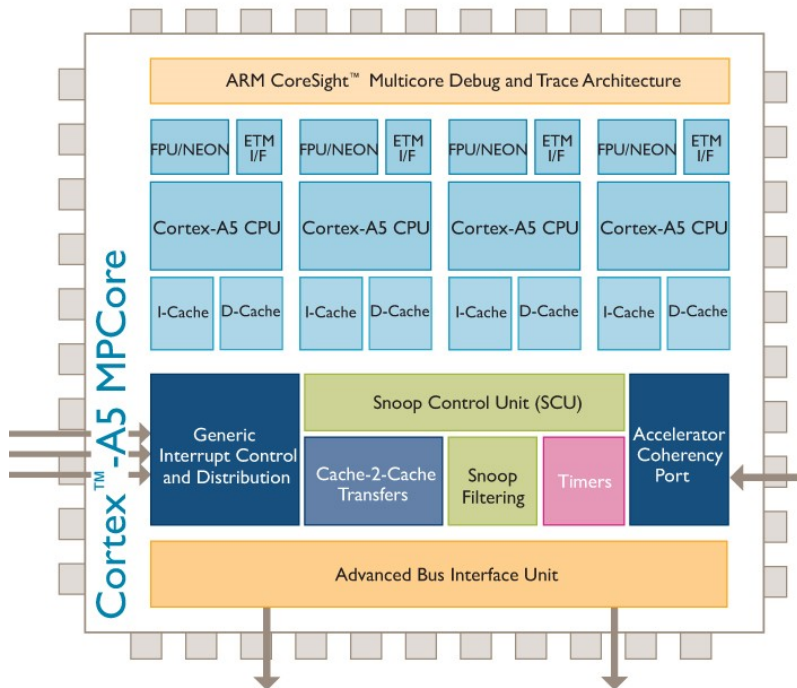 ARM CoreSight™ Multicore Debug and Trace Architecture
FPU/NEON
ETM
I/F
FPU/NEON
ETM
I/F
FPU/NEON
ETM
I/F
FPU/NEON
ETM
I/F
Cortex-A5 CPU
Cortex-A5 CPU
Cortex-A5 CPU
Cortex-A5 CPU
I-Cache
D-Cache
I-Cache
D-Cache
I-Cache
D-Cache
I-Cache
D-Cache
Cortex™-A5 MPCore
Generic
Interrupt Control
and Distribution
Snoop Control Unit (SCU)
Cache-2-Cache
Transfers
Snoop
Filtering
Timers
Accelerator
Coherency
Port
Advanced Bus Interface Unit